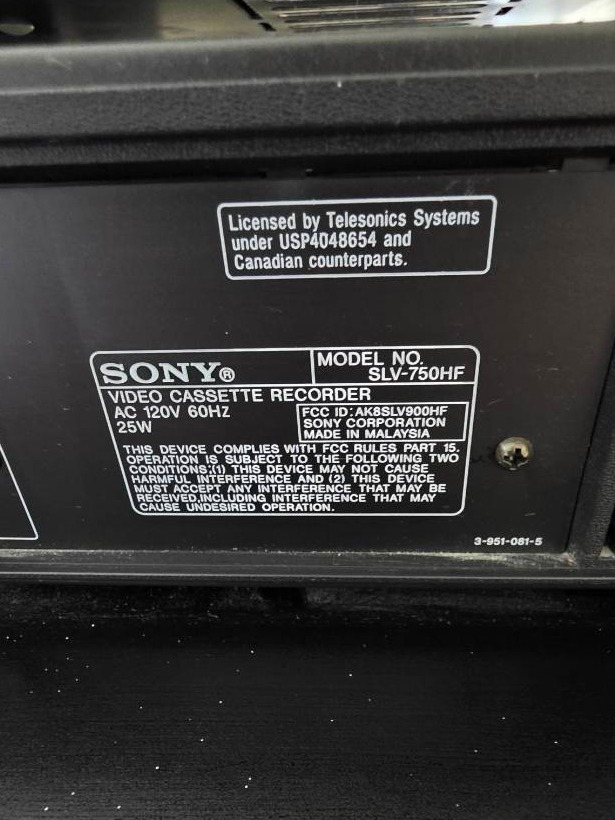 Licensed by Telesonics Systems
under USP4048654 and
Canadian counterparts.
SONY®
MODEL NO.
SLV-750HF
VIDEO CASSETTE RECORDER
AC 120V 60HZ
25W
FCC ID:AK8SLV900HF
SONY CORPORATION
MADE IN MALAYSIA
THIS DEVICE COMPLIES WITH FCC RULES PART 15.
OPERATION IS SUBJECT TO THE FOLLOWING TWO
CONDITIONS:(1) THIS DEVICE MAY NOT CAUSE
HARMFUL INTERFERENCE AND (2) THIS DEVICE
MUST ACCEPT ANY INTERFERENCE THAT MAY BE
RECEIVED,INCLUDING INTERFERENCE THAT MAY
CAUSE UNDESIRED OPERATION.
3-951-081-5